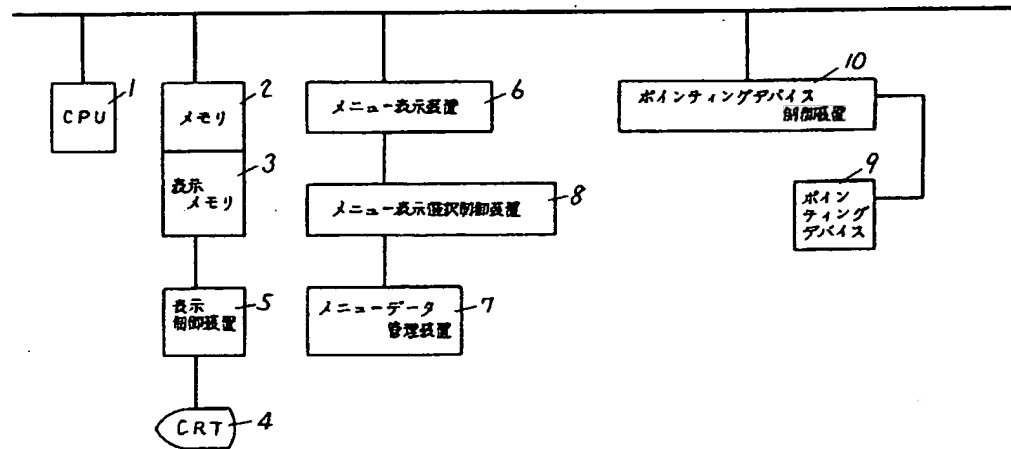 1
CPU
2
メモリ
3
表示
メモリ
5
表示
制御装置
CRT
4
6
メニュー表示装置
8
メニュー表示選択制御装置
7
メニューデータ
管理装置
10
ポインティングデバイス
制御装置
9
ポイン
ティング
デバイス